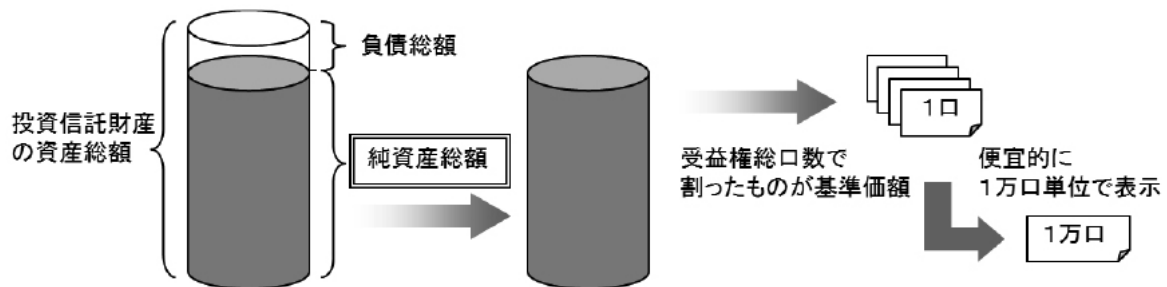 負債総額
投資信託財産
の資産総額
純資産総額
1口
受益権総口数で
割ったものが基準価額
便宜的に
1万口単位で表示
1万口